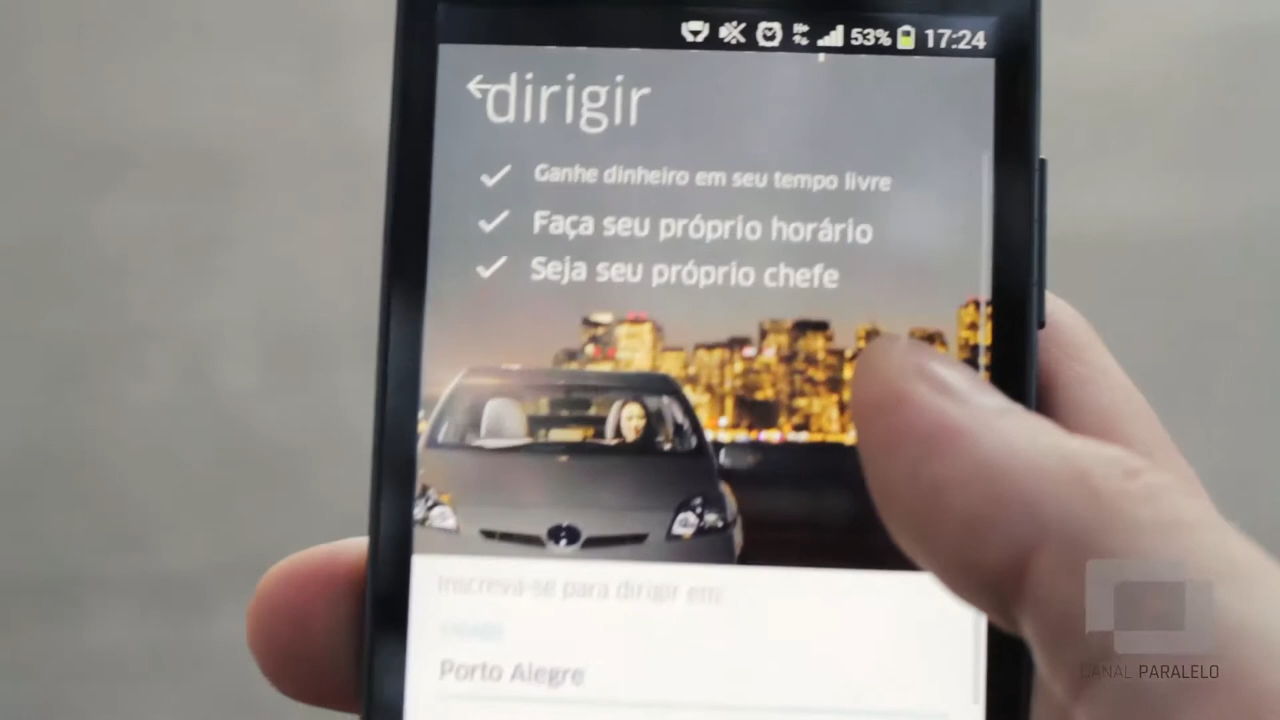 53% 17:24
dirigir
Ganhe dinheiro em seu tempo livre
Faça seu próprio horário
Seja seu próprio chefe
Inscreva-se para dirigir em:
CIDADE
Porto Alegre
CANAL PARALELO